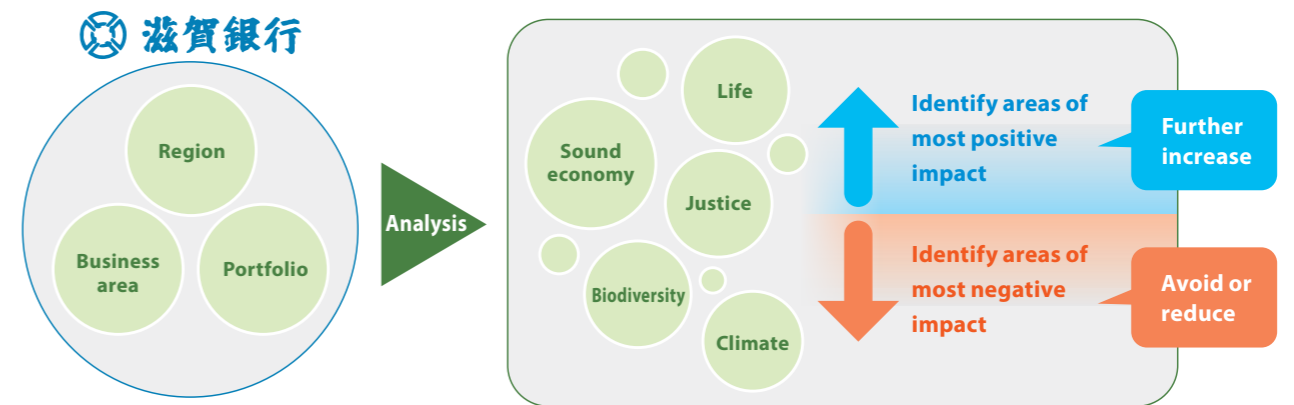 滋賀銀行
Region
Business
area
Portfolio
Analysis
Life
Sound
economy
Justice
Biodiversity
Climate
Identify areas of
most positive
impact
Further
increase
Identify areas of
most negative
impact
Avoid or
reduce